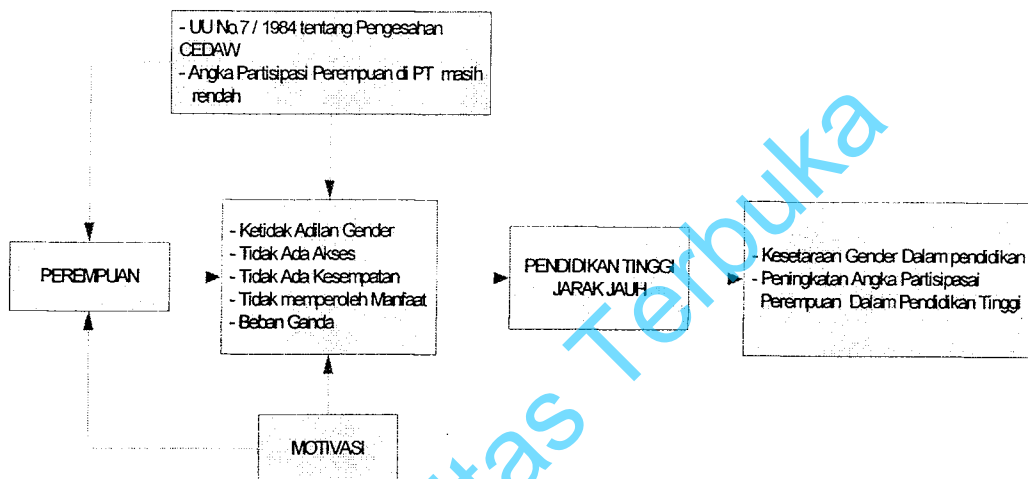 - UU No.7 / 1984 tentang Pengesahan
CEDAW
- Angka Partisipasi Perempuan di PT masih
rendah
PEREMPUAN
- Ketidak Adilan Gender
- Tidak Ada Akses
- Tidak Ada Kesempatan
- Tidak memperoleh Manfaat
- Beban Ganda
PENDIDIKAN TINGGI
JARAK JAUH
- Kesetaraan Gender Dalam pendidikan
- Peningkatan Angka Partisipasai
Perempuan Dalam Pendidikan Tinggi
MOTIVASI
itas Terbuka